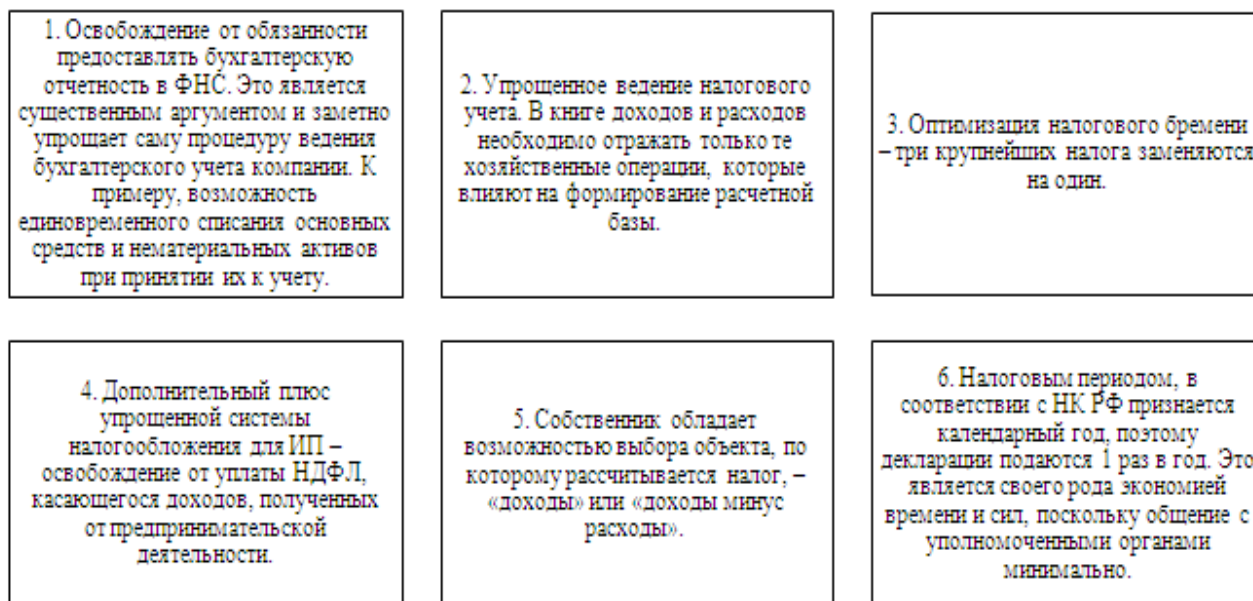 1. Освобождение от обязанности
предоставлять бухгалтерскую
отчетность в ФНС. Это является
существенным аргументом и заметно
упрощает саму процедуру ведения
бухгалтерского учета компании. К
примеру, возможность
единовременного списания основных
средств и нематериальных активов
при принятии их к учету.
2. Упрощенное ведение налогового
учета. В книге доходов и расходов
необходимо отражать только те
хозяйственные операции, которые
влияют на формирование расчетной
базы.
3. Оптимизация налогового бремени
– три крупнейших налога заменяются
на один.
4. Дополнительный плюс
упрощенной системы
налогообложения для ИП –
освобождение от уплаты НДФЛ,
касающегося доходов, полученных
от предпринимательской
деятельности.
5. Собственник обладает
возможностью выбора объекта, по
которому рассчитывается налог, –
«доходы» или «доходы минус
расходы».
6. Налоговым периодом, в
соответствии с НК РФ признается
календарный год, поэтому
декларации подаются 1 раз в год. Это
является своего рода экономией
времени и сил, поскольку общение с
уполномоченными органами
минимально.